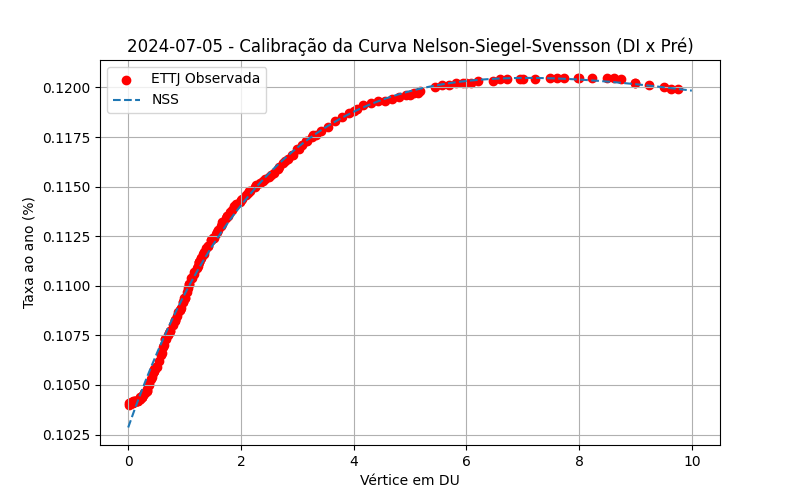 2024-07-05 - Calibração da Curva Nelson-Siegel-Svensson (DI x Pré)
ETTJ Observada
NSS
0.1200
0.1175
0.1150
0.1125
0.1100
0.1075
0.1050
0.1025
Taxa ao ano (%)
0 2 4 6 8 10
Vértice em DU